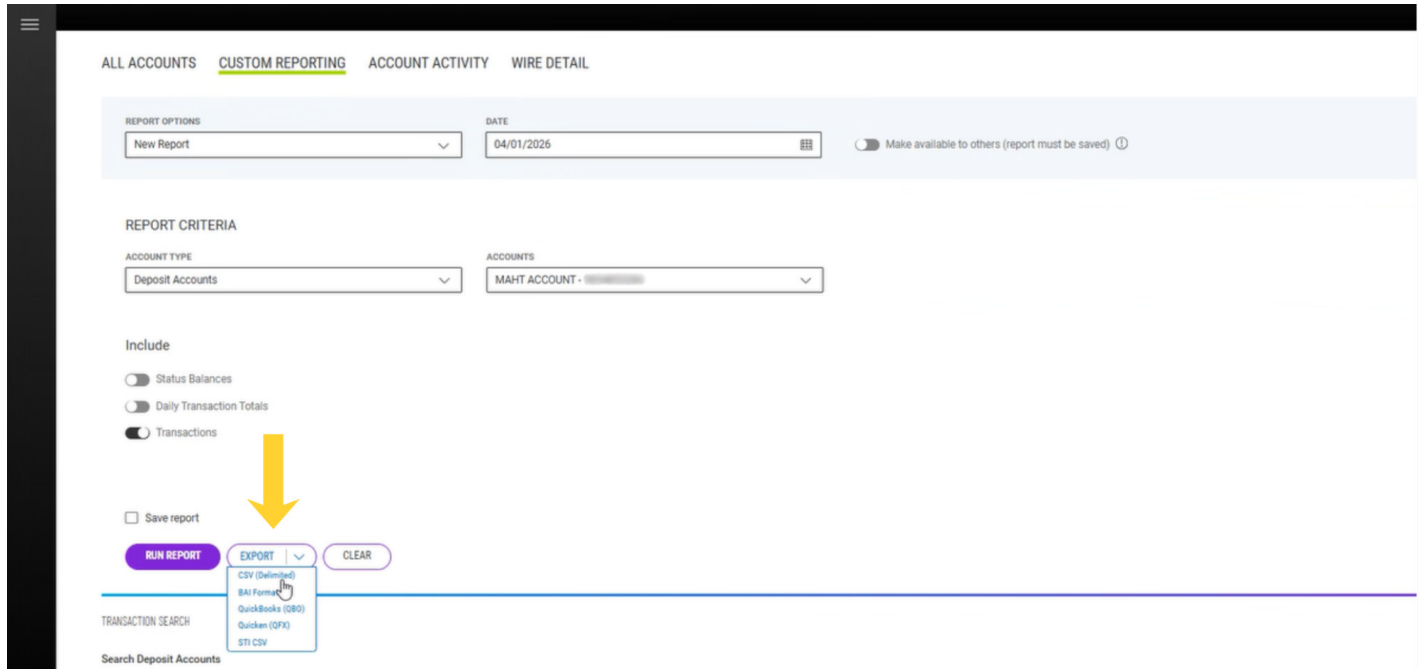 ALL ACCOUNTS CUSTOM REPORTING ACCOUNT ACTIVITY WIRE DETAIL
REPORT OPTIONS DATE
New Report 04/01/2026 Make available to others (report must be saved)
REPORT CRITERIA
ACCOUNT TYPE ACCOUNTS
Deposit Accounts MAHT ACCOUNT -
Include
Status Balances
Daily Transaction Totals
Transactions
Save report
RUN REPORT EXPORT CLEAR
CSV (Delimited)
BAI Format
QuickBooks (QBO)
Quicken (QFX)
STI CSV
TRANSACTION SEARCH
Search Deposit Accounts